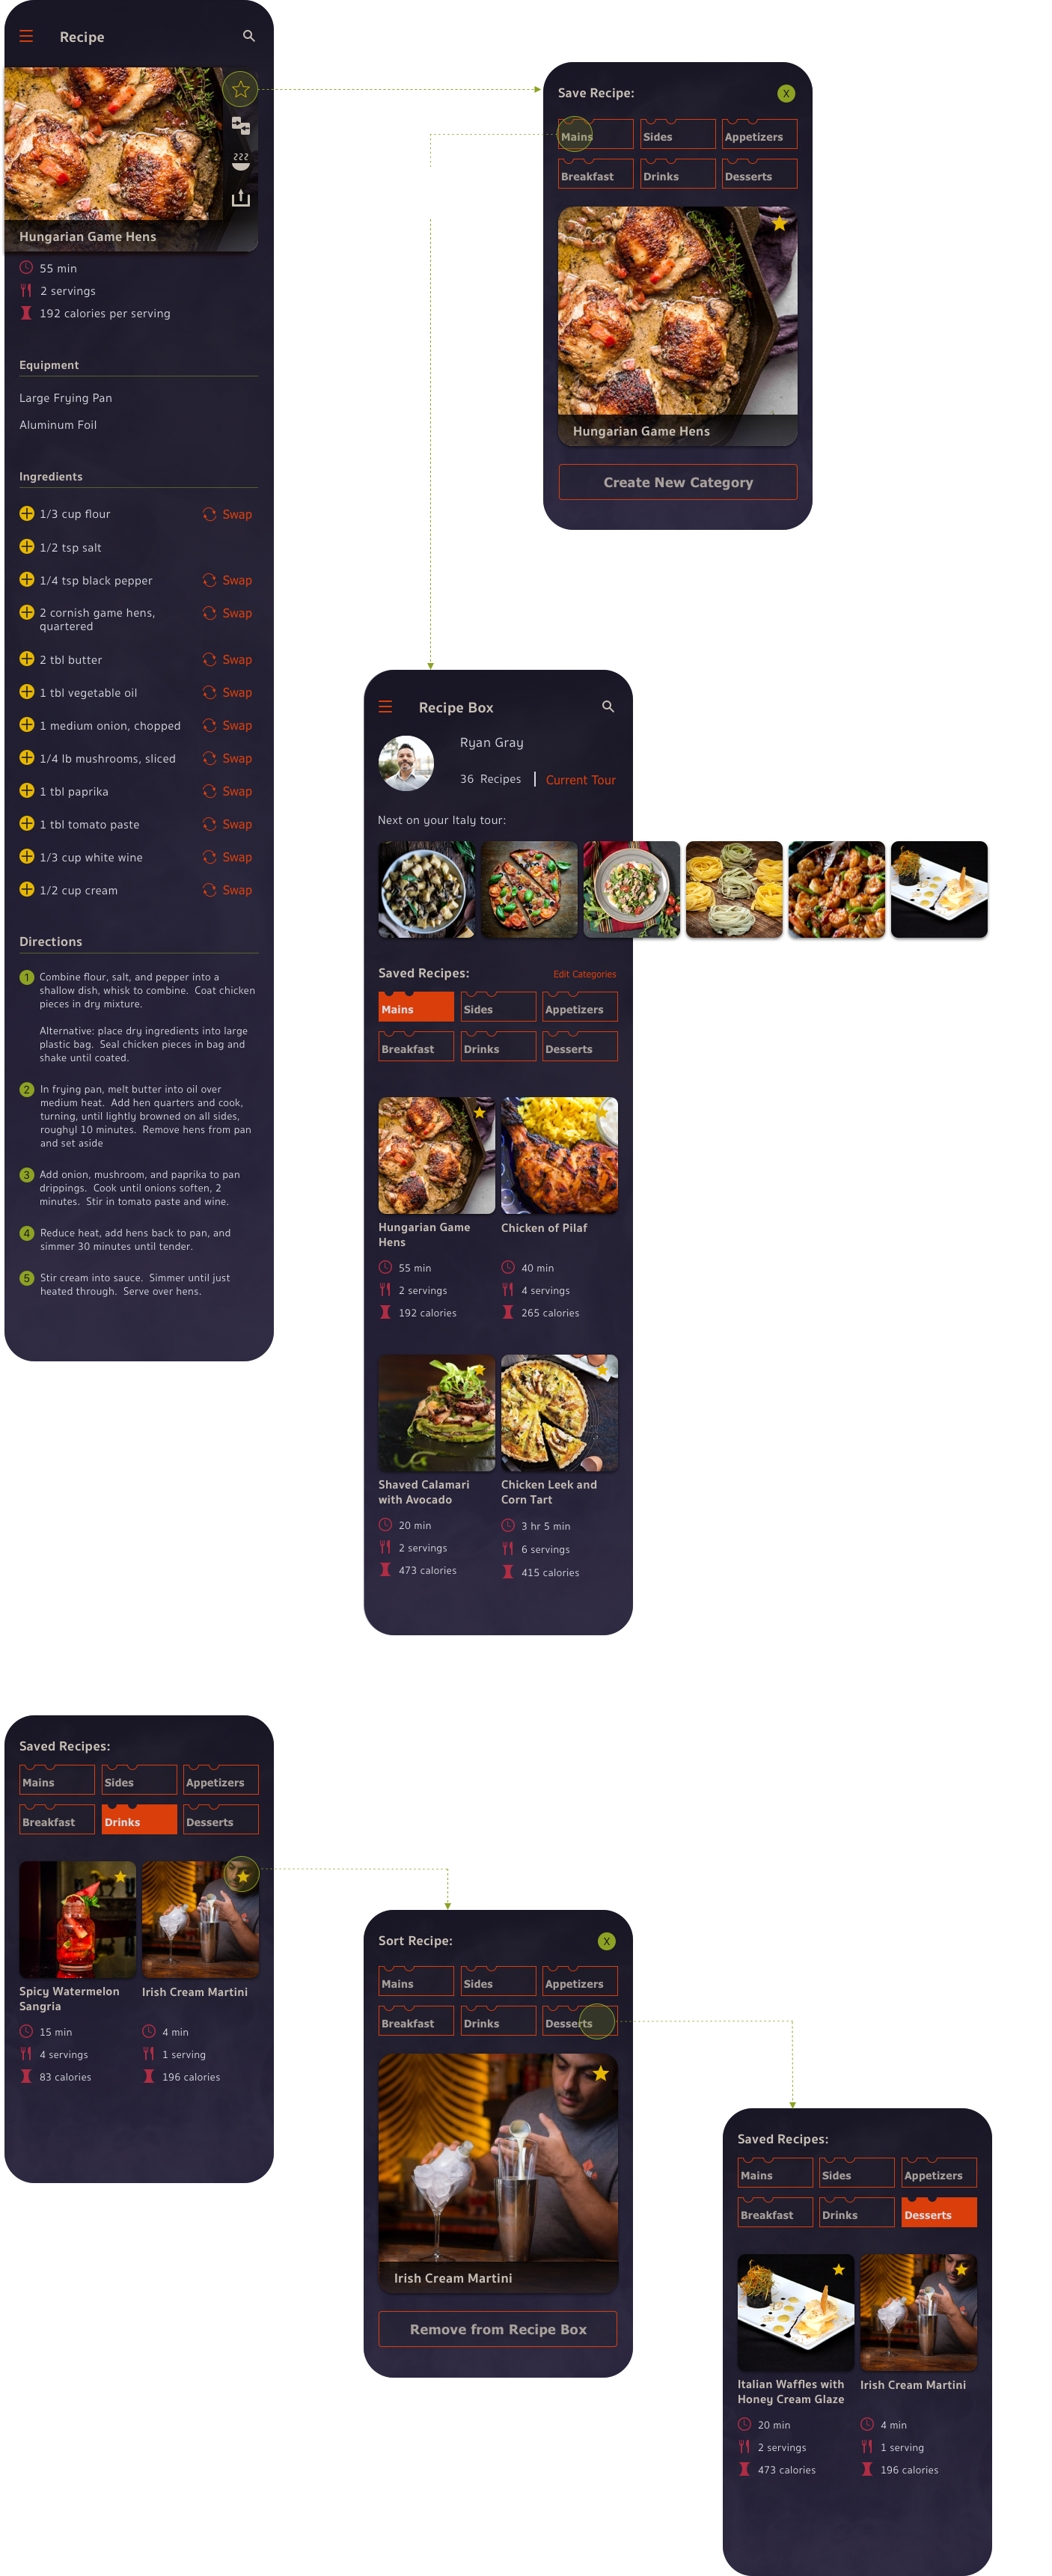 Recipe
Hungarian Game Hens
55 min
2 servings
192 calories per serving
Equipment
Large Frying Pan
Aluminum Foil
Ingredients
1/3 cup flour
Swap
1/2 tsp salt
1/4 tsp black pepper
Swap
2 cornish game hens,
quartered
Swap
2 tbl butter
Swap
1 tbl vegetable oil
Swap
1 medium onion, chopped
Swap
1/4 lb mushrooms, sliced
Swap
1 tbl paprika
Swap
1 tbl tomato paste
Swap
1/3 cup white wine
Swap
1/2 cup cream
Swap
Directions
1 Combine flour, salt, and pepper into a
shallow dish, whisk to combine. Coat chicken
pieces in dry mixture.
Alternative: place dry ingredients into large
plastic bag. Seal chicken pieces in bag and
shake until coated.
2 In frying pan, melt butter into oil over
medium heat. Add hen quarters and cook,
turning, until lightly browned on all sides,
roughyl 10 minutes. Remove hens from pan
and set aside
3 Add onion, mushroom, and paprika to pan
drippings. Cook until onions soften, 2
minutes. Stir in tomato paste and wine.
4 Reduce heat, add hens back to pan, and
simmer 30 minutes until tender.
5 Stir cream into sauce. Simmer until just
heated through. Serve over hens.
Save Recipe:
X
Mains
Sides
Appetizers
Breakfast
Drinks
Desserts
Hungarian Game Hens
Create New Category
Recipe Box
Ryan Gray
36 Recipes
Current Tour
Next on your Italy tour:
Saved Recipes:
Edit Categories
Mains
Sides
Appetizers
Breakfast
Drinks
Desserts
Hungarian Game
Hens
55 min
2 servings
192 calories
Chicken of Pilaf
40 min
4 servings
265 calories
Shaved Calamari
with Avocado
20 min
2 servings
473 calories
Chicken Leek and
Corn Tart
3 hr 5 min
6 servings
415 calories
Saved Recipes:
Mains
Sides
Appetizers
Breakfast
Drinks
Desserts
Spicy Watermelon
Sangria
15 min
4 servings
83 calories
Irish Cream Martini
4 min
1 serving
196 calories
Sort Recipe:
X
Mains
Sides
Appetizers
Breakfast
Drinks
Desserts
Irish Cream Martini
Remove from Recipe Box
Saved Recipes:
Mains
Sides
Appetizers
Breakfast
Drinks
Desserts
Italian Waffles with
Honey Cream Glaze
20 min
2 servings
473 calories
Irish Cream Martini
4 min
1 serving
196 calories